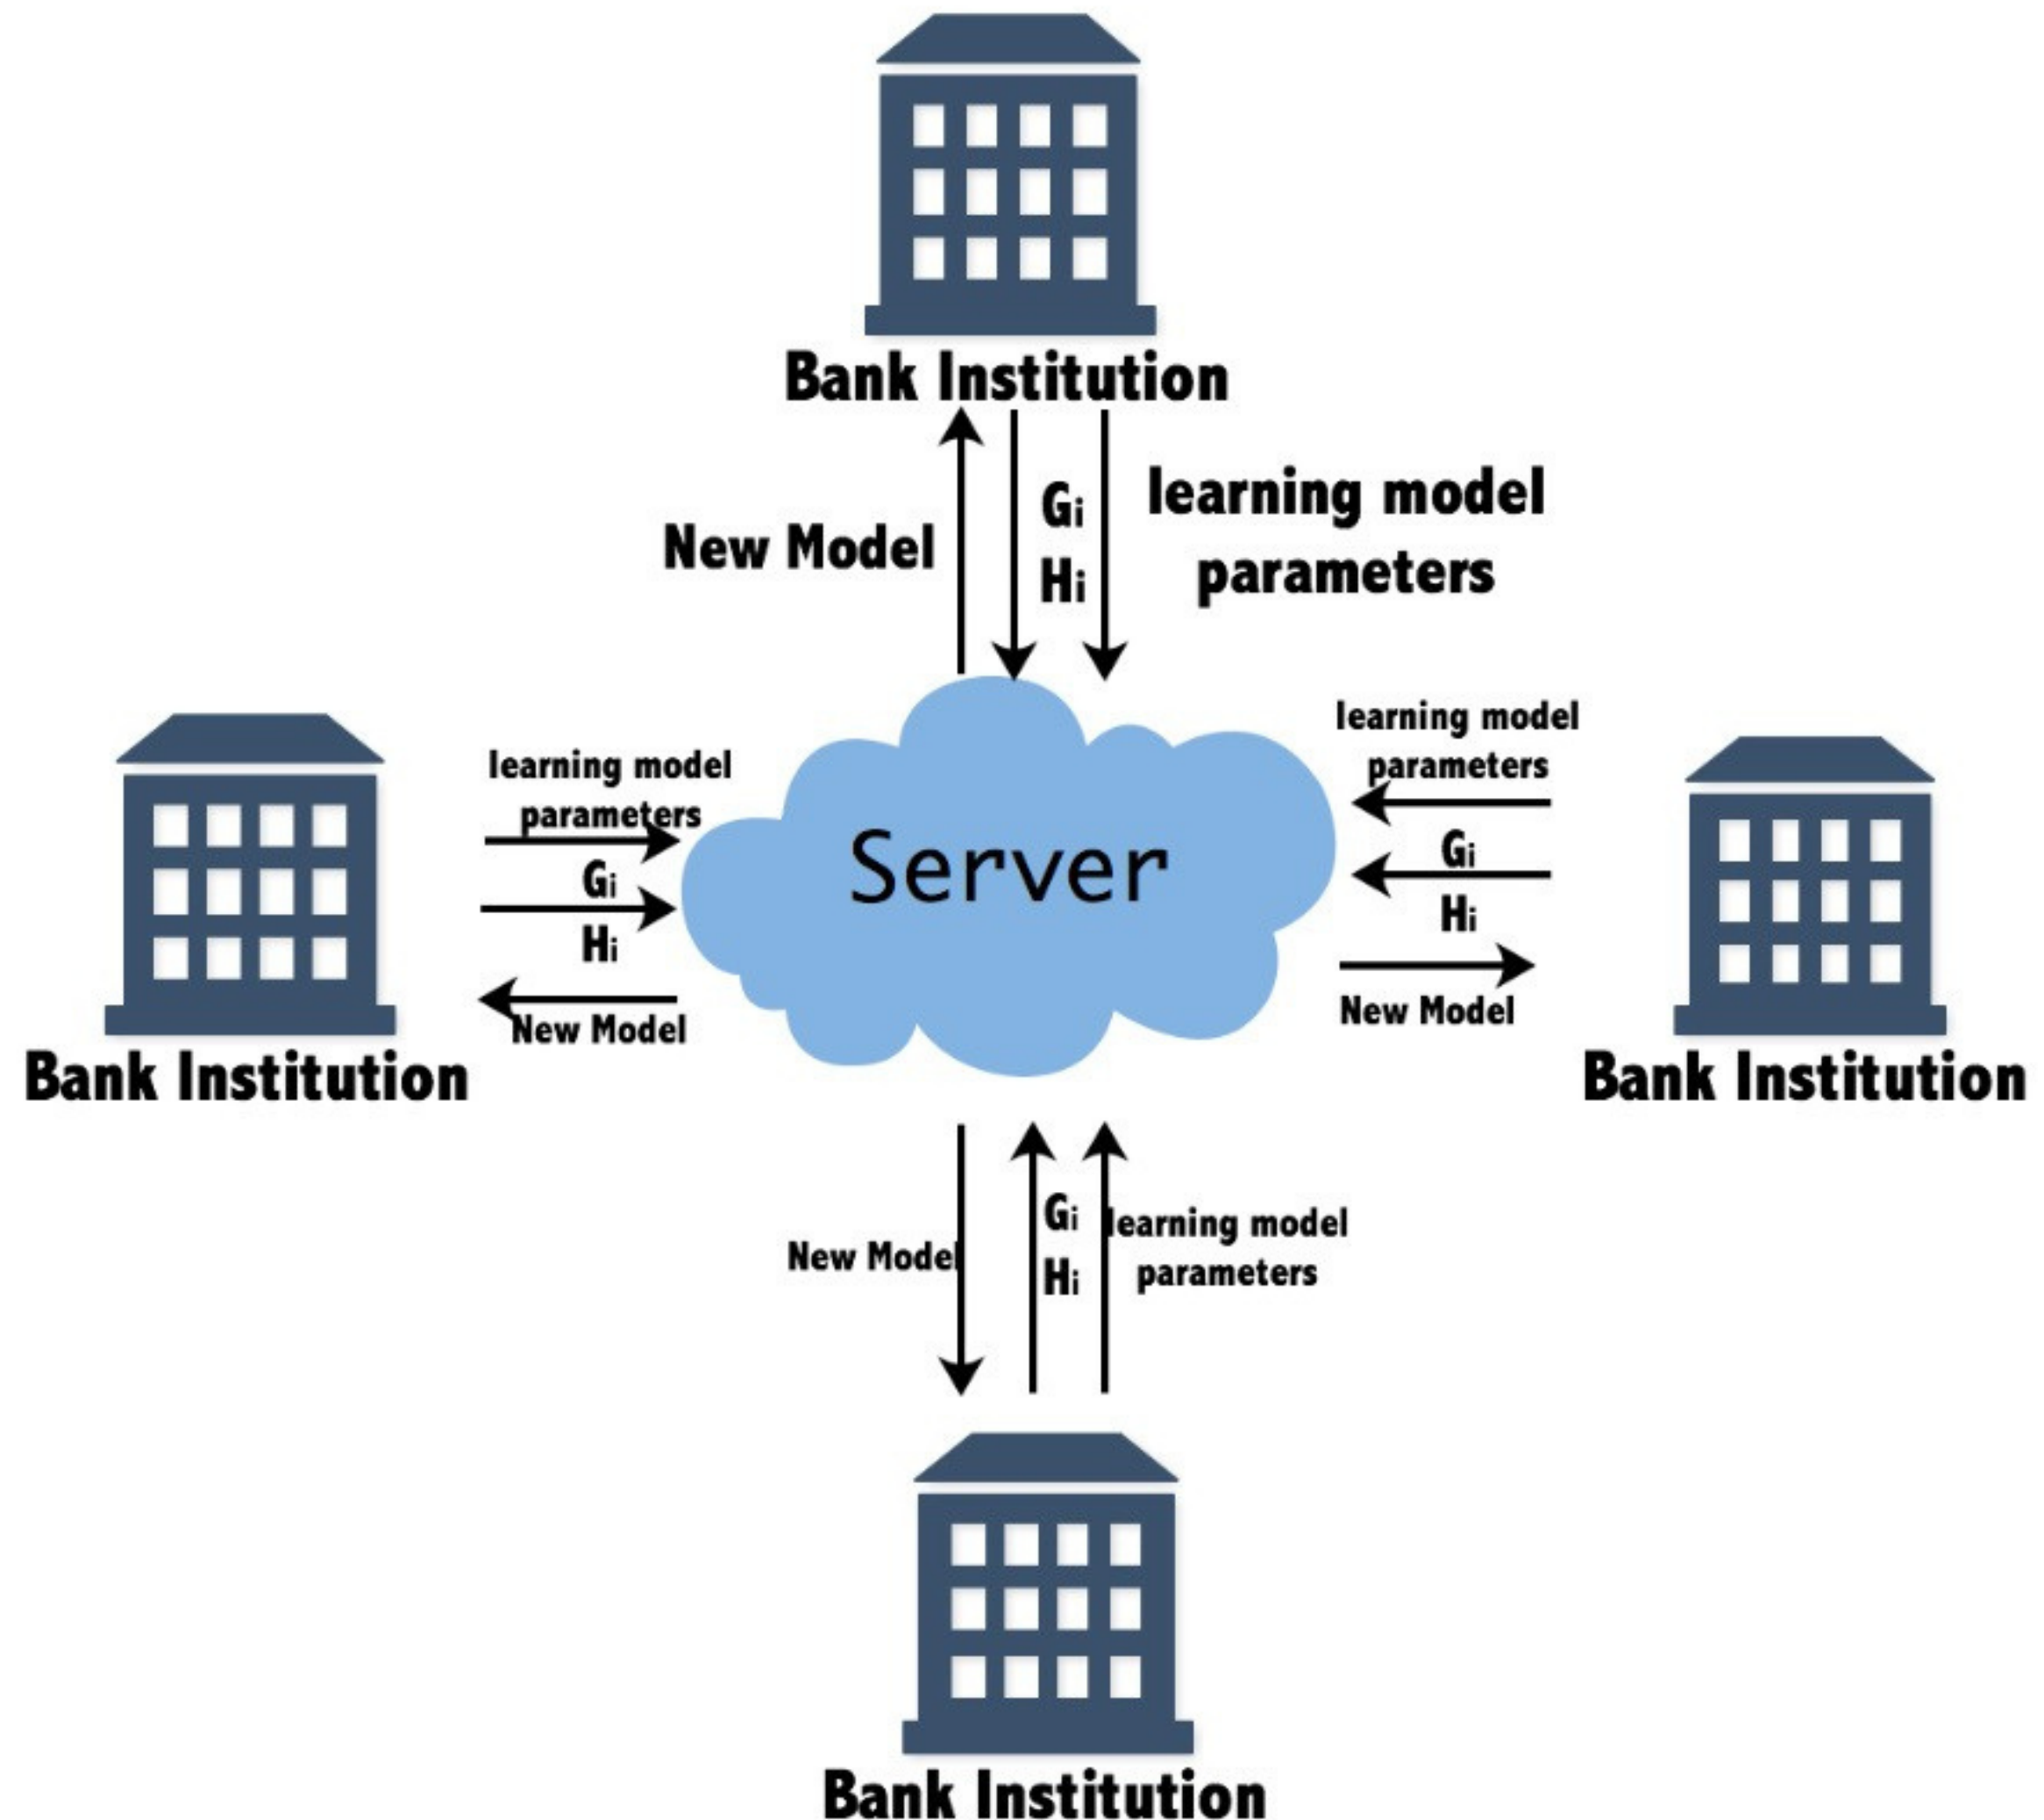 Bank Institution
New Model
Gi
Hi
learning model
parameters
learning model
parameters
Gi
Hi
New Model
Bank Institution
Server
learning model
parameters
Gi
Hi
New Model
Bank Institution
New Model
Gi
Hi
learning model
parameters
Bank Institution